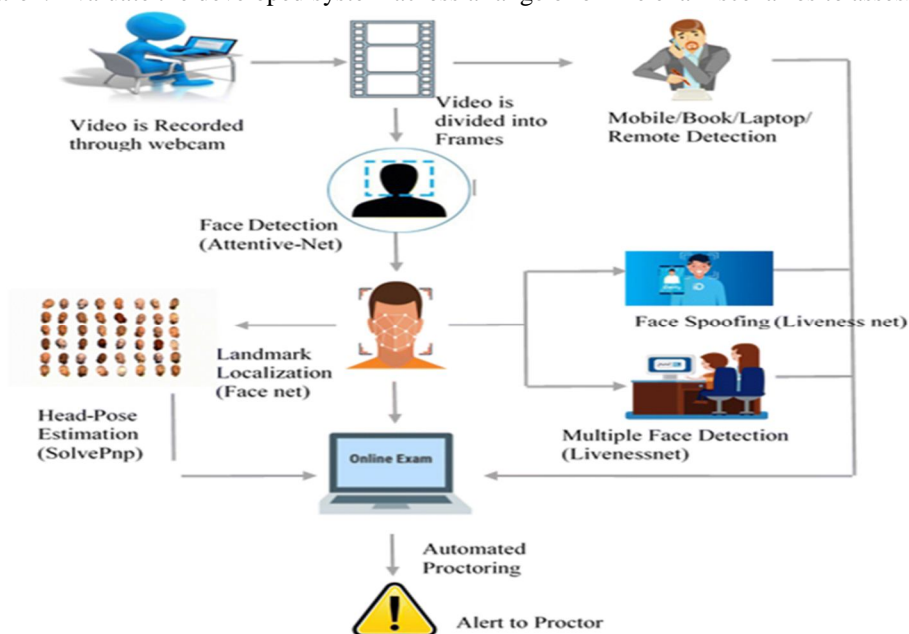 Video is Recorded
through webcam
Video is
divided into
Frames
Mobile/Book/Laptop/
Remote Detection
Face Detection
(Attentive-Net)
Face Spoofing (Liveness net)
Landmark
Localization
(Face net)
Head-Pose
Estimation
(SolvePnp)
Multiple Face Detection
(Livenessnet)
Online Exam
Automated
Proctoring
Alert to Proctor